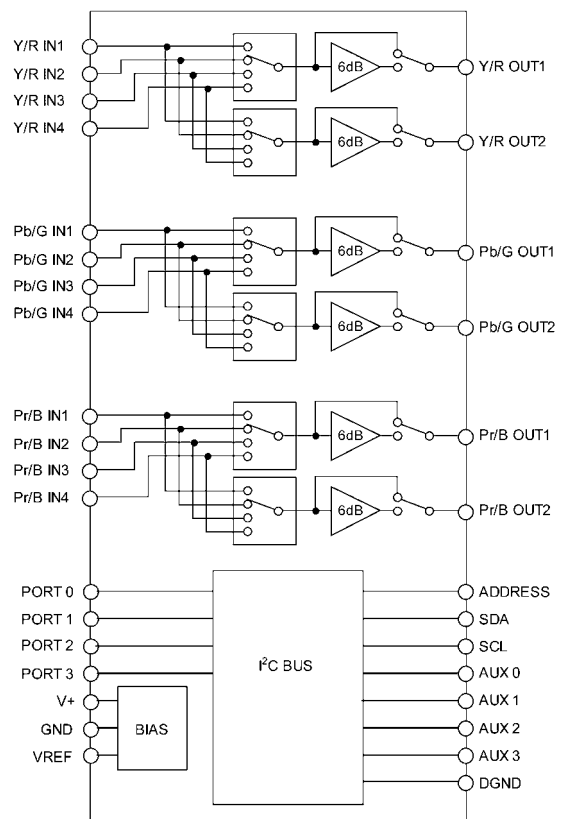 Y/R IN1
Y/R IN2
Y/R IN3
Y/R IN4
6dB
Y/R OUT1
6dB
Y/R OUT2
Pb/G IN1
Pb/G IN2
Pb/G IN3
Pb/G IN4
6dB
Pb/G OUT1
6dB
Pb/G OUT2
Pr/B IN1
Pr/B IN2
Pr/B IN3
Pr/B IN4
6dB
Pr/B OUT1
6dB
Pr/B OUT2
PORT 0
PORT 1
PORT 2
PORT 3
V+
GND
VREF
BIAS
I²C BUS
ADDRESS
SDA
SCL
AUX 0
AUX 1
AUX 2
AUX 3
DGND